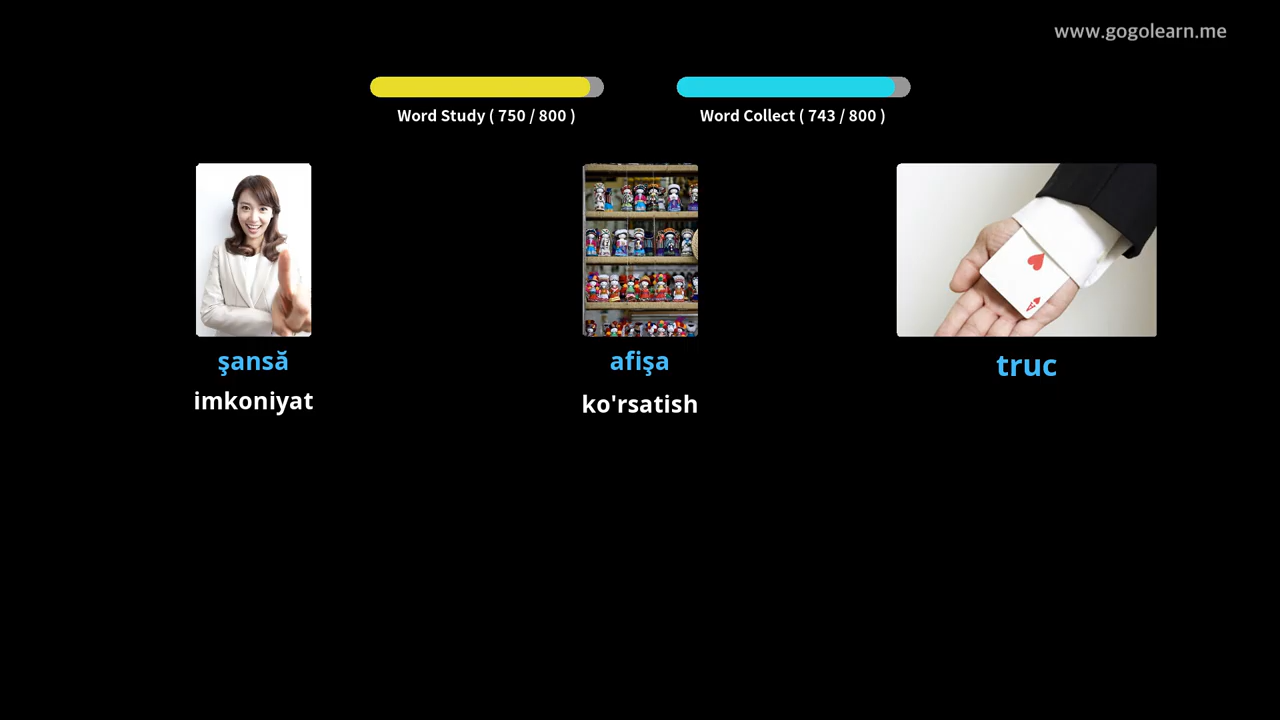 www.gogolearn.me
Word Study ( 750 / 800 )
Word Collect ( 743 / 800 )
şansă
afişa
truc
imkoniyat
ko'rsatish
A